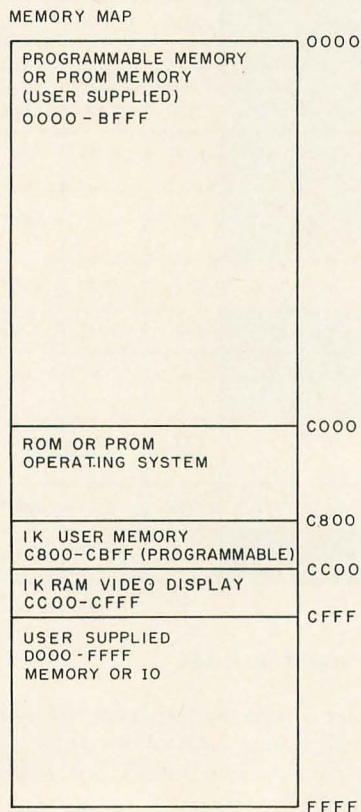 MEMORY MAP
0000
PROGRAMMABLE MEMORY
OR PROM MEMORY
(USER SUPPLIED)
0000 - BFFF
C000
ROM OR PROM
OPERATING SYSTEM
C800
1K USER MEMORY
C800-CBFF (PROGRAMMABLE)
CC00
1K RAM VIDEO DISPLAY
CC00-CFFF
CFFF
USER SUPPLIED
D000 - FFFF
MEMORY OR IO
FFFF